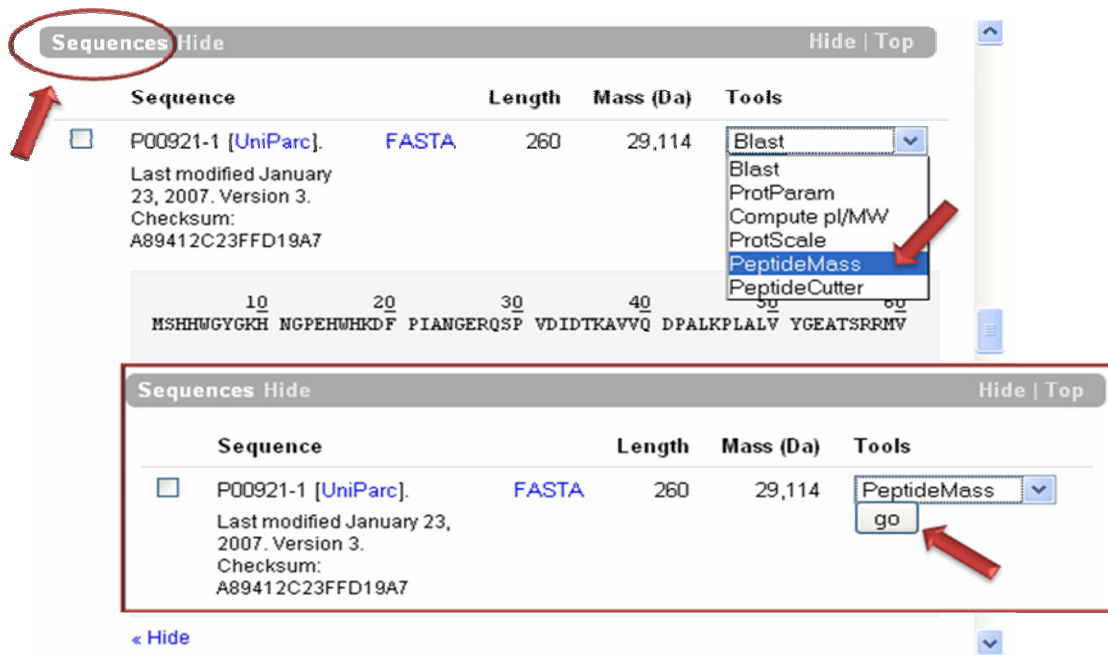 Sequences Hide Hide | Top
Sequence Length Mass (Da) Tools
P00921-1 [UniParc]. FASTA 260 29,114 Blast
Last modified January
23, 2007. Version 3.
Checksum:
A89412C23FFD19A7
Blast
ProtParam
Compute pI/MW
ProtScale
PeptideMass
PeptideCutter
10 20 30 40 50 60
MSHHWGYGKH NGPEHWHKDF PIANGERQSP VDIDTKAVVQ DPALKPLALV YGEATSRRMV
Sequences Hide Hide | Top
Sequence Length Mass (Da) Tools
P00921-1 [UniParc]. FASTA 260 29,114 PeptideMass
go
Last modified January 23,
2007. Version 3.
Checksum:
A89412C23FFD19A7
« Hide